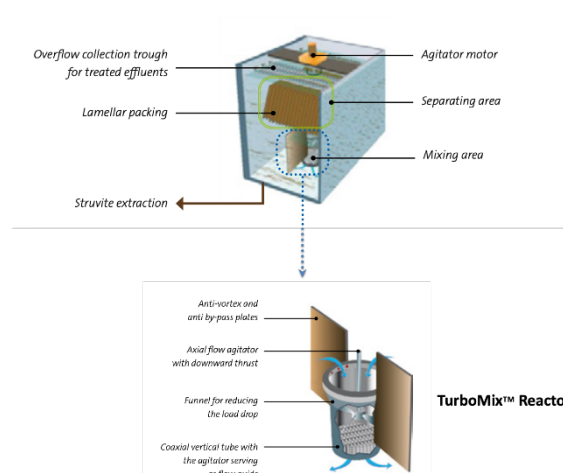 Overflow collection trough
for treated effluents
Agitator motor
Lamellar packing
Separating area
Mixing area
Struvite extraction
Anti-vortex and
anti by-pass plates
Axial flow agitator
with downward thrust
Funnel for reducing
the load drop
TurboMix™ Reacto
Coaxial vertical tube with
the agitator serving